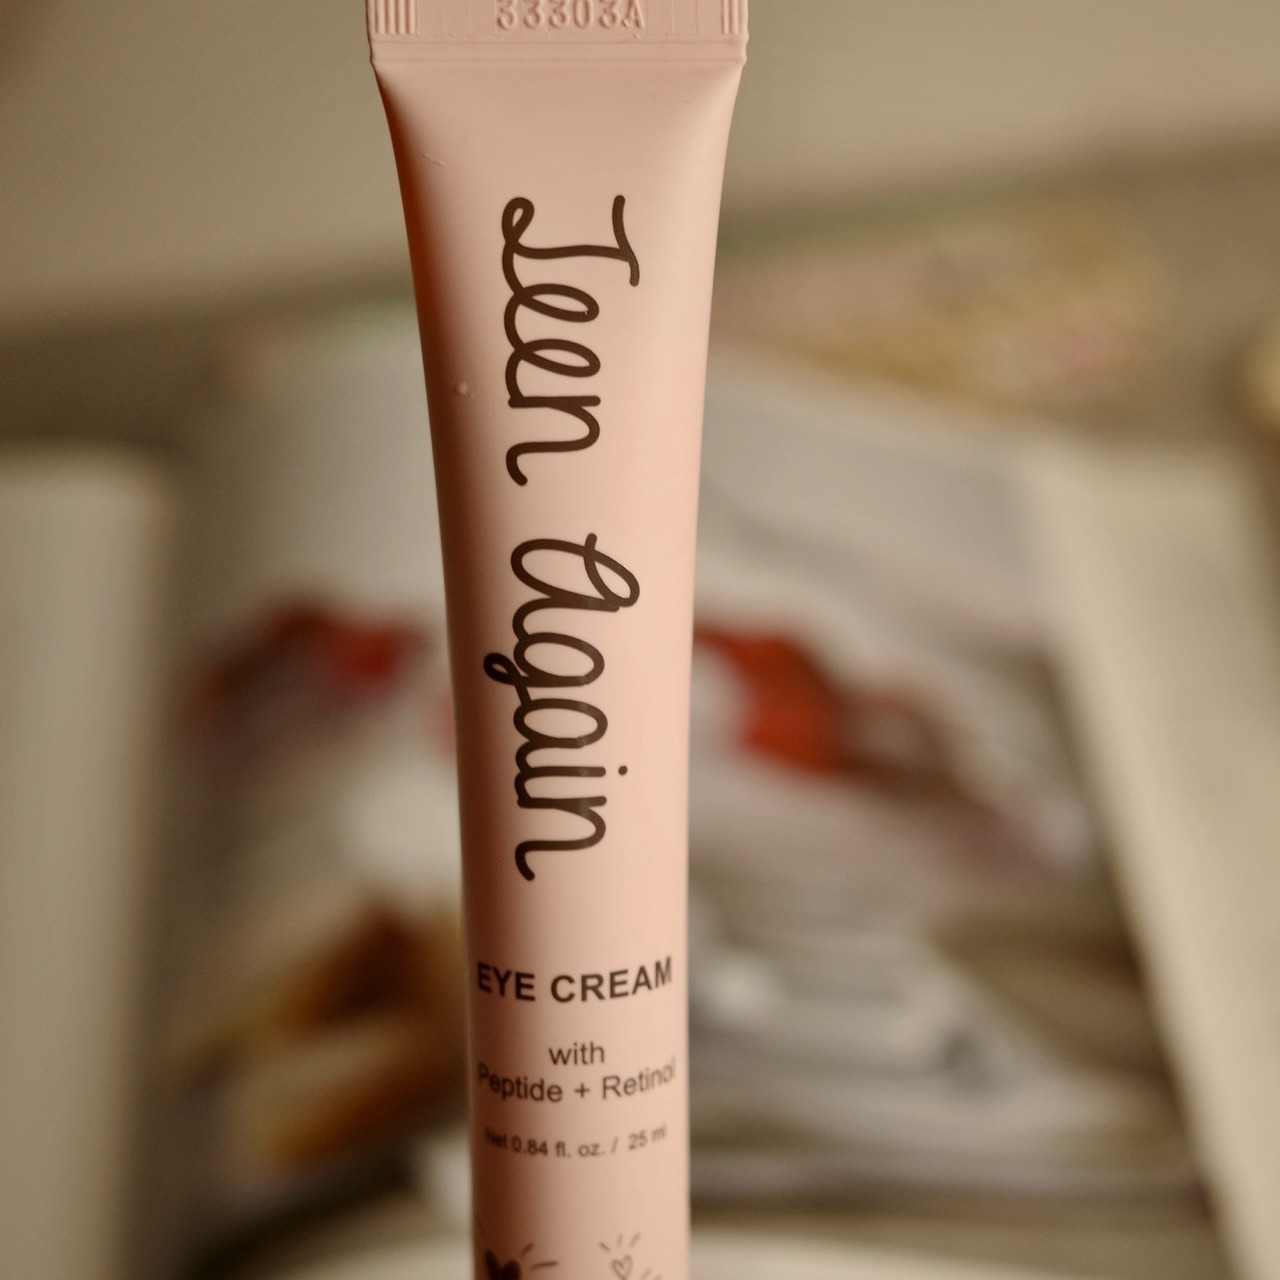 33303A
Teen Again
EYE CREAM
with
Peptide + Retinol
Net 0.84 fl. oz. / 25 ml